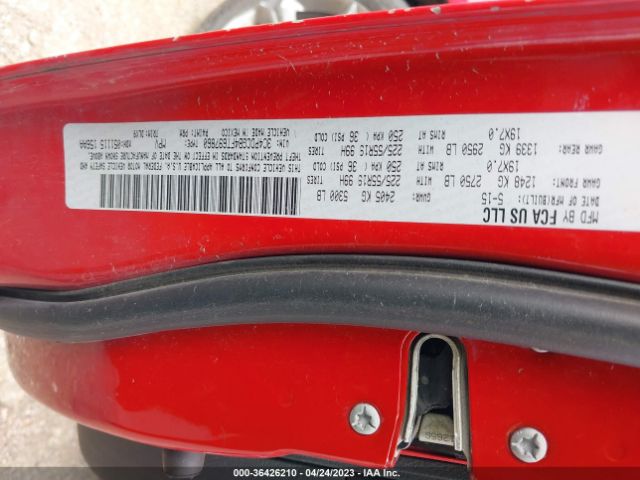 MFD BY FCA US LLC
DATE OF MFR(BUILT): 5-15
GVWR: 2405 KG 5300 LB
GAWR FRONT: 1248 KG 2750 LB
WITH 225/55R19 99H TIRES
19X7.0 RIMS AT 250 KPA ( 36 PSI) COLD
GAWR REAR: 1339 KG 2950 LB
WITH 225/55R19 99H TIRES
19X7.0 RIMS AT 250 KPA ( 36 PSI) COLD
THIS VEHICLE CONFORMS TO ALL APPLICABLE U.S.A. FEDERAL MOTOR VEHICLE SAFETY AND
THEFT PREVENTION STANDARDS IN EFFECT ON THE DATE OF MANUFACTURE SHOWN ABOVE.
TYPE: MPV
VEHICLE MADE IN MEXICO
PAINT: PRM
TRIM:
000-36426210 - 04/24/2023 - IAA Inc.